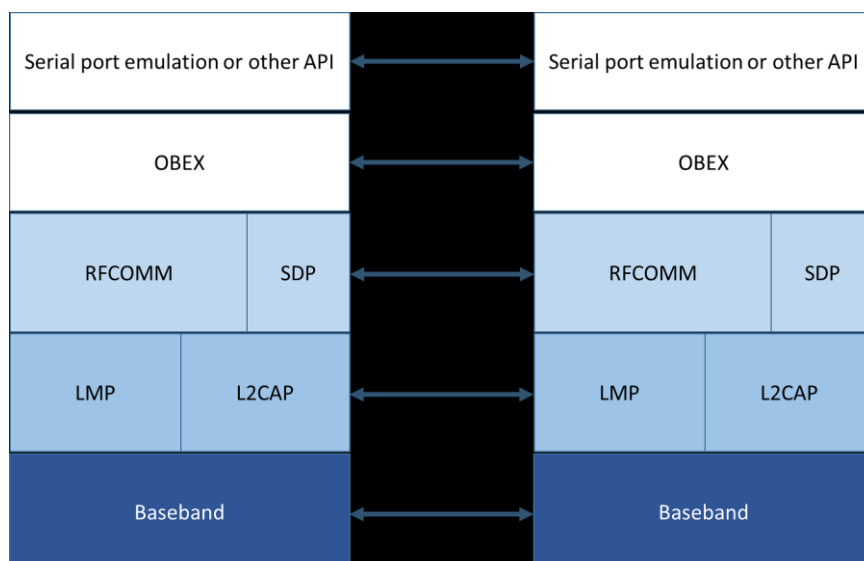 Serial port emulation or other API
Serial port emulation or other API
OBEX
OBEX
RFCOMM
SDP
RFCOMM
SDP
LMP
L2CAP
LMP
L2CAP
Baseband
Baseband